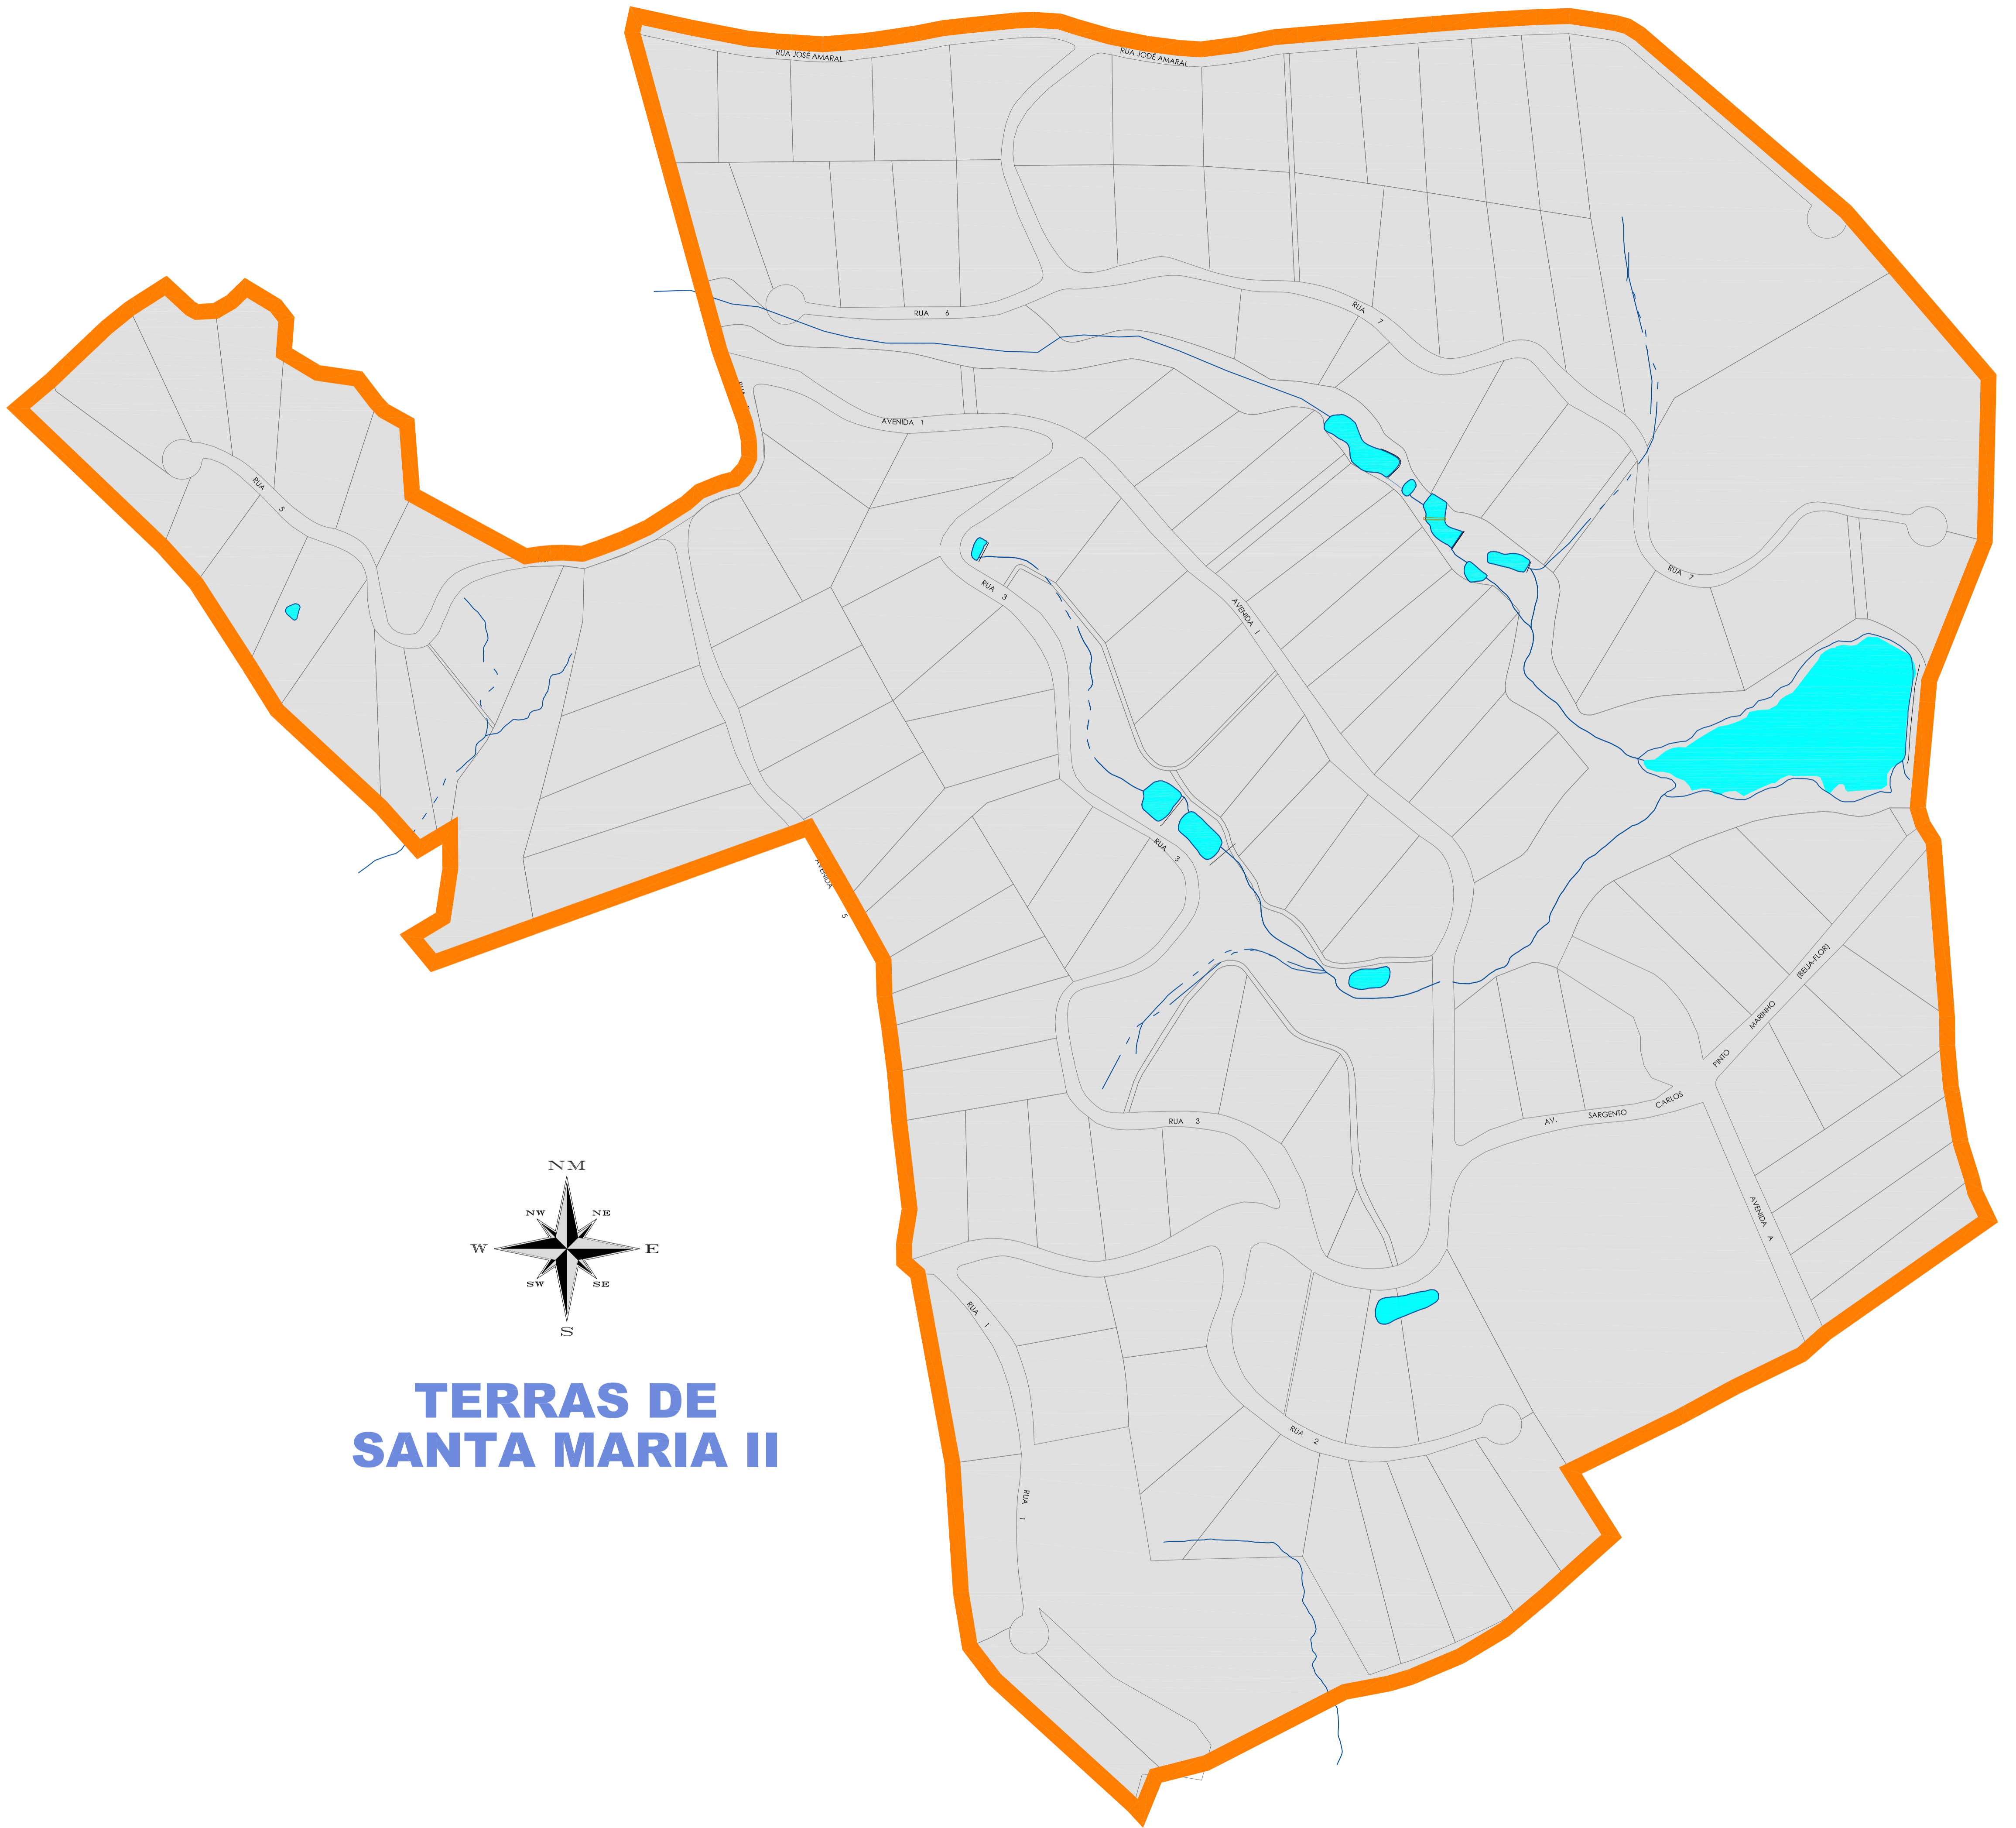 RUA JOSÉ AMARAL
RUA JODÉ AMARAL
RUA 6
RUA 7
AVENIDA 1
RUA 5
RUA 3
AVENIDA 1
RUA 7
RUA 3
AVENIDA 5
(BEIJA-FLOR)
MARINHO
PINTO
CARLOS
SARGENTO
AV.
RUA 3
AVENIDA A
NM
NW NE
W E
SW SE
S
RUA 1
TERRAS DE
SANTA MARIA II
RUA 2
RUA 1